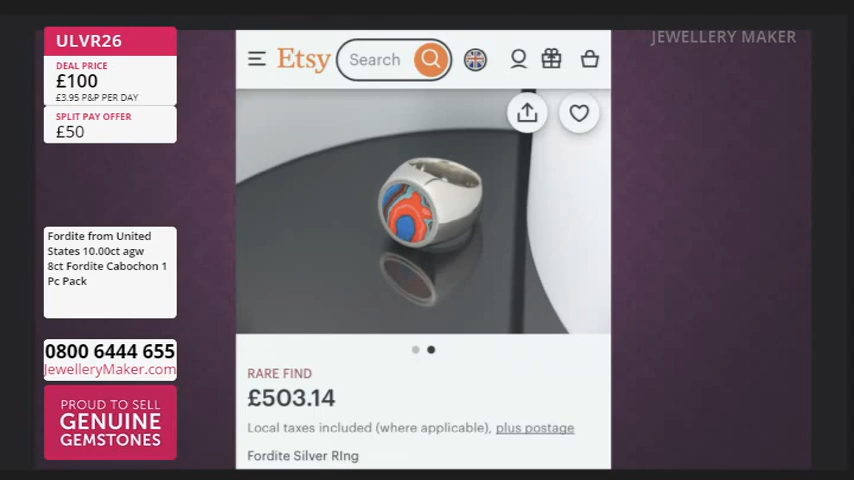 ULVR26
DEAL PRICE
£100
£3.95 P&P PER DAY
SPLIT PAY OFFER
£50
Fordite from United
States 10.00ct agw
8ct Fordite Cabochon 1
Pc Pack
0800 6444 655
JewelleryMaker.com
PROUD TO SELL
GENUINE
GEMSTONES
JEWELLERY MAKER
Etsy
Search
RARE FIND
£503.14
Local taxes included (where applicable), plus postage
Fordite Silver RIng